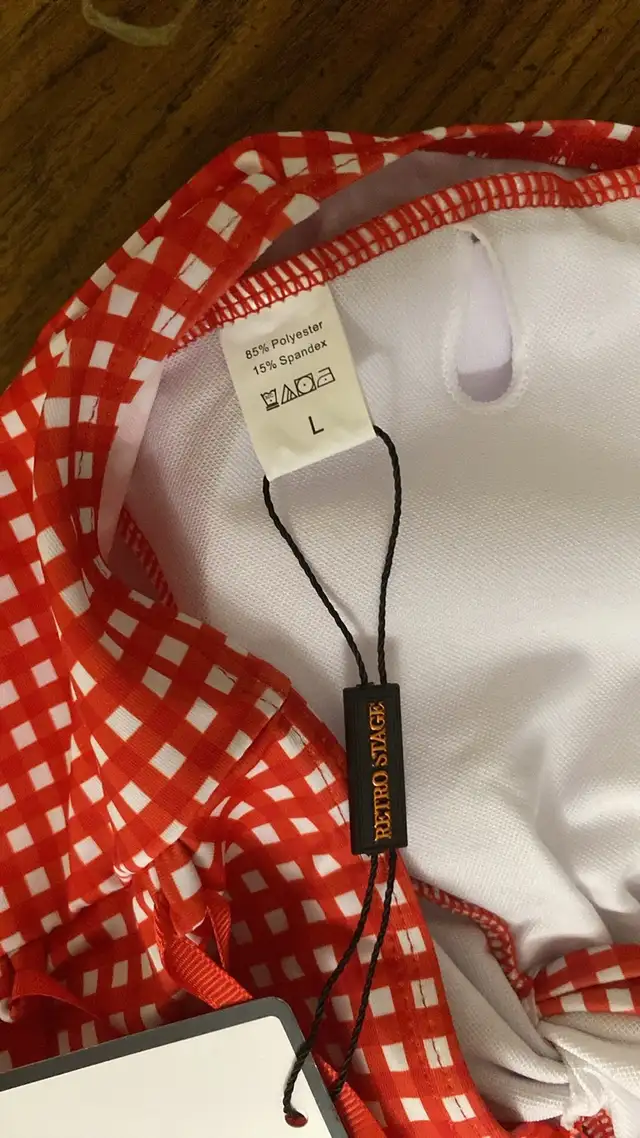 85% Polyester
15% Spandex
L
RETRO STAGE